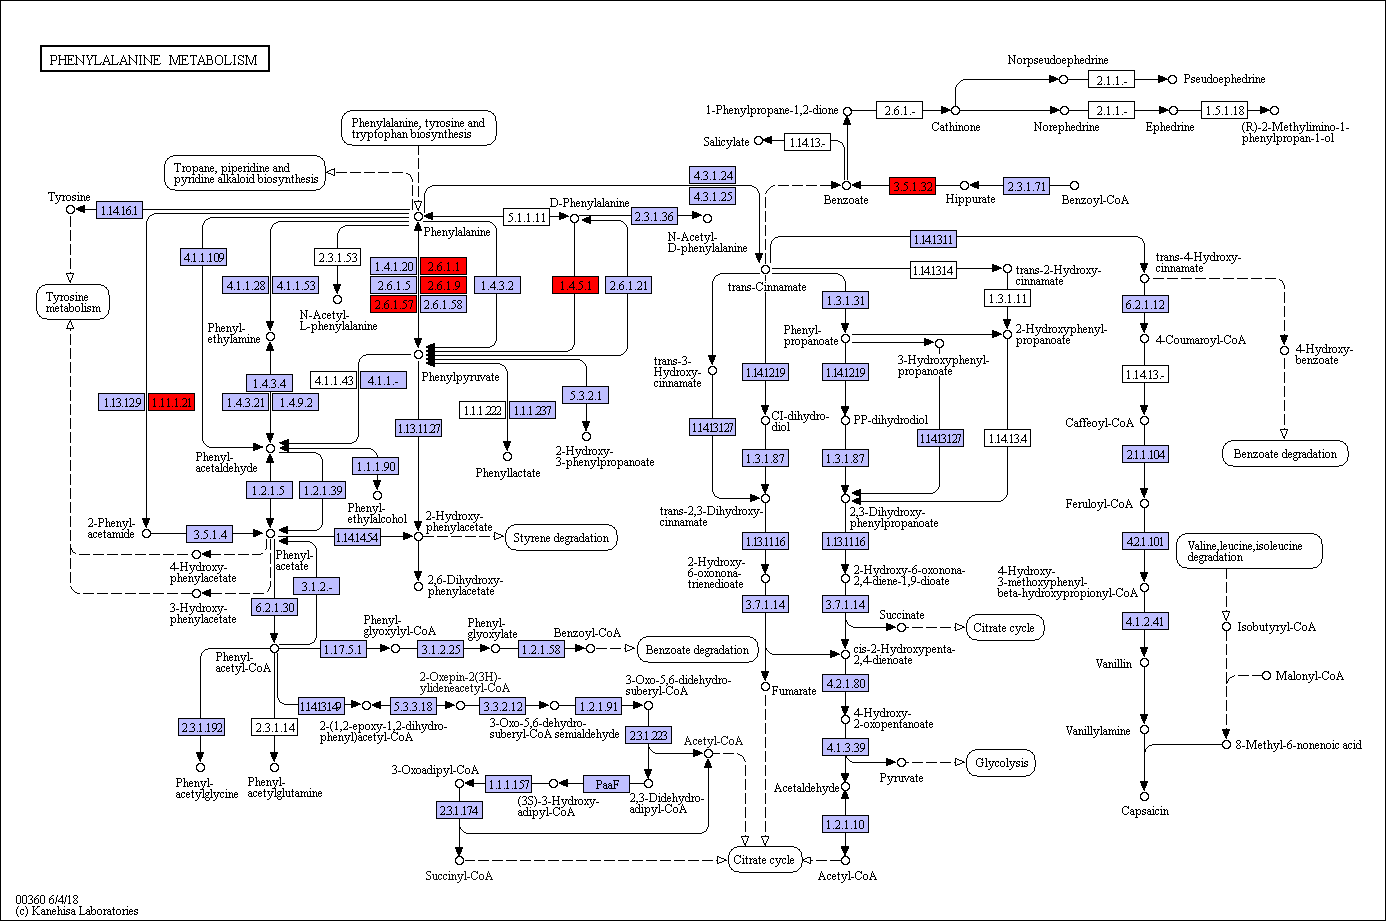 PHENYLALANINE METABOLISM
Norpseudoephedrine
2.1.1.-
Pseudoephedrine
1-Phenylpropane-1,2-dione
2.6.1.-
Cathinone
2.1.1.-
Norephedrine
Ephedrine
1.5.1.18
(R)-2-Methylimino-1-
phenylpropan-1-ol
Phenylalanine, tyrosine and
tryptophan biosynthesis
Salicylate
1.14.13.-
Tropane, piperidine and
pyridine alkaloid biosynthesis
4.3.1.24
4.3.1.25
Benzoate
3.5.1.32
Hippurate
2.3.1.71
Benzoyl-CoA
Tyrosine
1.14.16.1
Phenylalanine
5.1.1.11
D-Phenylalanine
2.3.1.36
N-Acetyl-
D-phenylalanine
1.14.13.11
4.1.1.109
2.3.1.53
1.4.1.20
2.6.1.1
4.1.1.28
4.1.1.53
2.6.1.5
2.6.1.9
1.4.3.2
1.4.5.1
2.6.1.21
2.6.1.57
2.6.1.58
N-Acetyl-
L-phenylalanine
Tyrosine
metabolism
trans-Cinnamate
1.14.13.14
trans-2-Hydroxy-
cinnamate
trans-4-Hydroxy-
cinnamate
1.3.1.31
1.3.1.11
6.2.1.12
Phenyl-
ethylamine
Phenyl-
propanoate
2-Hydroxyphenyl-
propanoate
4-Coumaroyl-CoA
4-Hydroxy-
benzoate
trans-3-
Hydroxy-
cinnamate
3-Hydroxyphenyl-
propanoate
Phenylpyruvate
1.4.3.4
4.1.1.43
4.1.1.-
1.14.12.19
1.14.12.19
1.14.13.-
1.13.12.9
1.11.1.21
1.4.3.21
1.4.9.2
1.1.1.222
1.1.1.237
5.3.2.1
1.13.11.27
CI-dihydro-
diol
PP-dihydrodiol
Caffeoyl-CoA
1.14.13.127
1.14.13.127
1.14.13.4
Phenyl-
acetaldehyde
1.1.1.90
Phenyllactate
2-Hydroxy-
3-phenylpropanoate
1.3.1.87
1.3.1.87
2.1.1.104
Benzoate degradation
1.2.1.5
1.2.1.39
Phenyl-
ethylalcohol
trans-2,3-Dihydroxy-
cinnamate
2,3-Dihydroxy-
phenylpropanoate
Feruloyl-CoA
2-Phenyl-
acetamide
3.5.1.4
1.14.14.54
2-Hydroxy-
phenylacetate
Styrene degradation
Phenyl-
acetate
1.13.11.16
1.13.11.16
4.2.1.101
Valine,leucine,isoleucine
degradation
4-Hydroxy-
phenylacetate
3-Hydroxy-
phenylacetate
2,6-Dihydroxy-
phenylacetate
2-Hydroxy-
6-oxonona-
trienedioate
2-Hydroxy-6-oxonona-
2,4-diene-1,9-dioate
4-Hydroxy-
3-methoxyphenyl-
beta-hydroxypropionyl-CoA
3.1.2.-
6.2.1.30
3.7.1.14
3.7.1.14
Succinate
Citrate cycle
4.1.2.41
Isobutyryl-CoA
Phenyl-
acetyl-CoA
1.17.5.1
Phenyl-
glyoxylyl-CoA
3.1.2.25
Phenyl-
glyoxylate
1.2.1.58
Benzoyl-CoA
Benzoate degradation
cis-2-Hydroxypenta-
2,4-dienoate
Vanillin
Malonyl-CoA
Fumarate
4.2.1.80
1.14.13.149
2-Oxepin-2(3H)-
ylideneacetyl-CoA
5.3.3.18
3.3.2.12
1.2.1.91
3-Oxo-5,6-didehydro-
suberyl-CoA
2-(1,2-epoxy-1,2-dihydro-
phenyl)acetyl-CoA
3-Oxo-5,6-dehydro-
suberyl-CoA semialdehyde
2.3.1.192
2.3.1.14
2.3.1.223
Acetyl-CoA
4-Hydroxy-
2-oxopentanoate
Vanillylamine
8-Methyl-6-nonenoic acid
4.1.3.39
Pyruvate
Glycolysis
Phenyl-
acetylglycine
Phenyl-
acetylglutamine
3-Oxoadipyl-CoA
1.1.1.157
(3S)-3-Hydroxy-
adipyl-CoA
PaaF
2,3-Didehydro-
adipyl-CoA
Acetaldehyde
Capsaicin
2.3.1.174
1.2.1.10
Succinyl-CoA
Citrate cycle
Acetyl-CoA
00360 6/4/18
(c) Kanehisa Laboratories